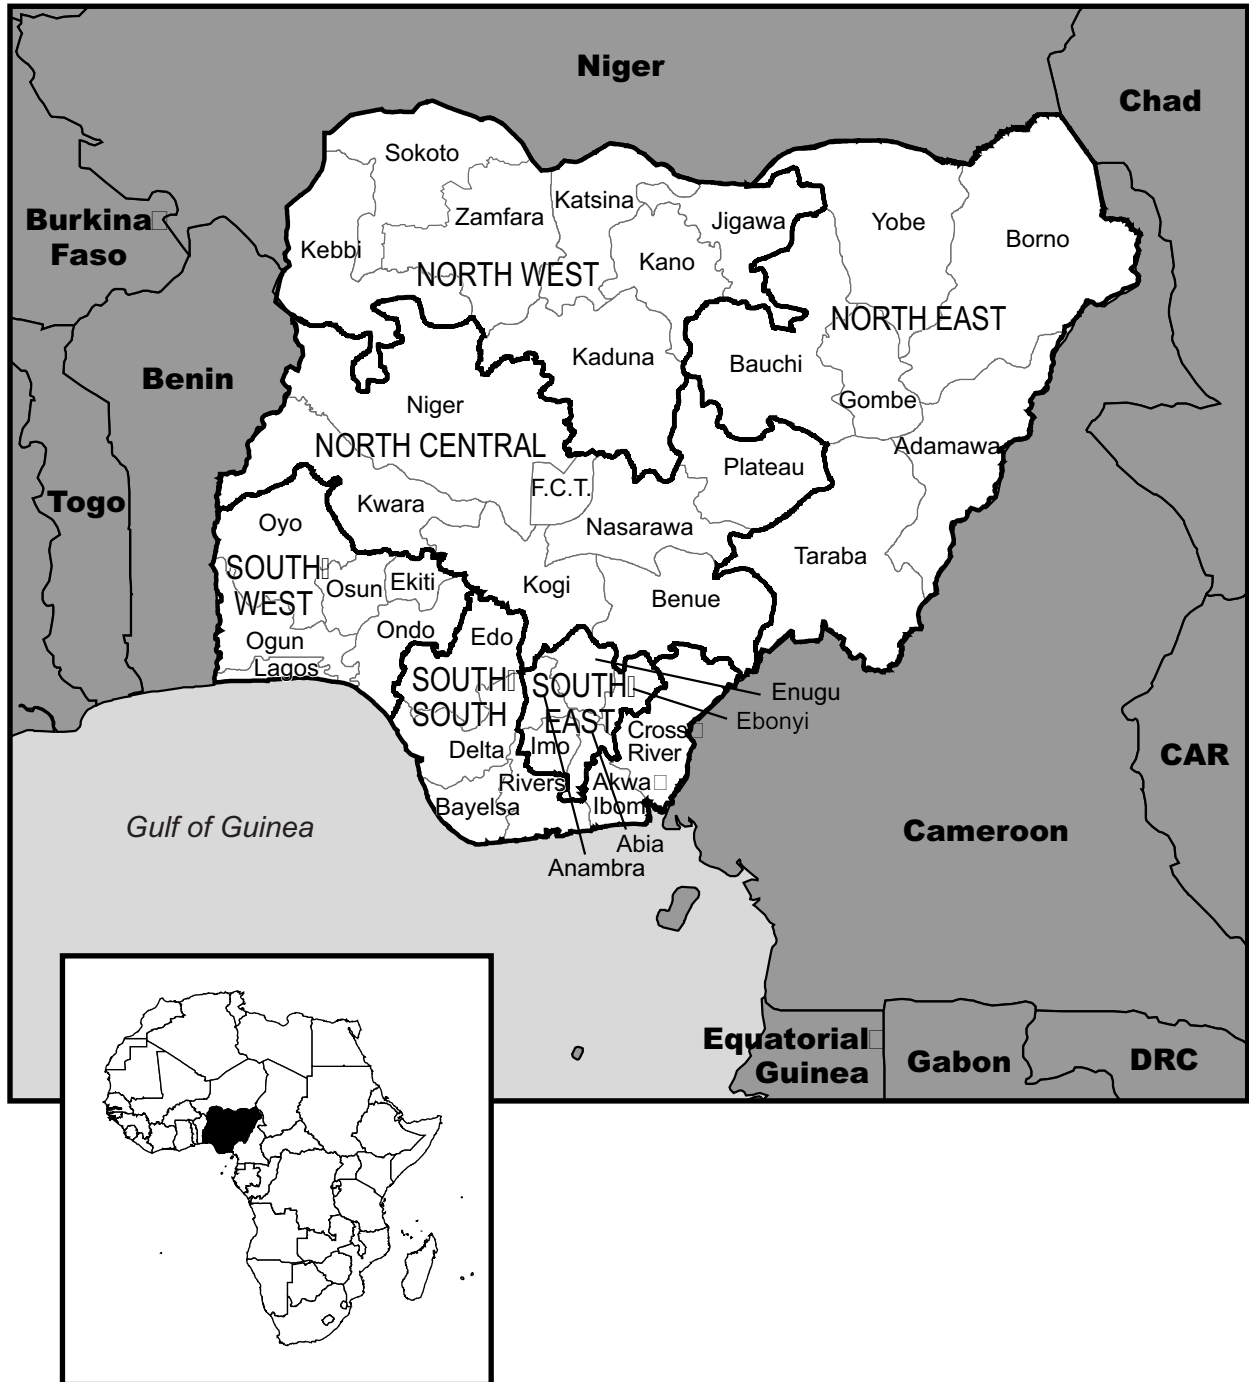 Niger
Chad
Sokoto
Katsina
Zamfara
Jigawa
Yobe
Burkina
Faso
Kebbi
Borno
Kano
NORTH WEST
NORTH EAST
Kaduna
Bauchi
Benin
Niger
Gombe
NORTH CENTRAL
Adamawa
Plateau
F.C.T.
Togo
Kwara
Oyo
Nasarawa
Taraba
SOUTH
WEST
Osun
Ekiti
Kogi
Benue
Ogun
Ondo
Edo
Lagos
SOUTH
SOUTH
SOUTH
EAST
Enugu
Ebonyi
Cross
River
Delta
Imo
CAR
Rivers
Akwa
Ibom
Bayelsa
Gulf of Guinea
Cameroon
Abia
Anambra
Equatorial
Guinea
Gabon
DRC